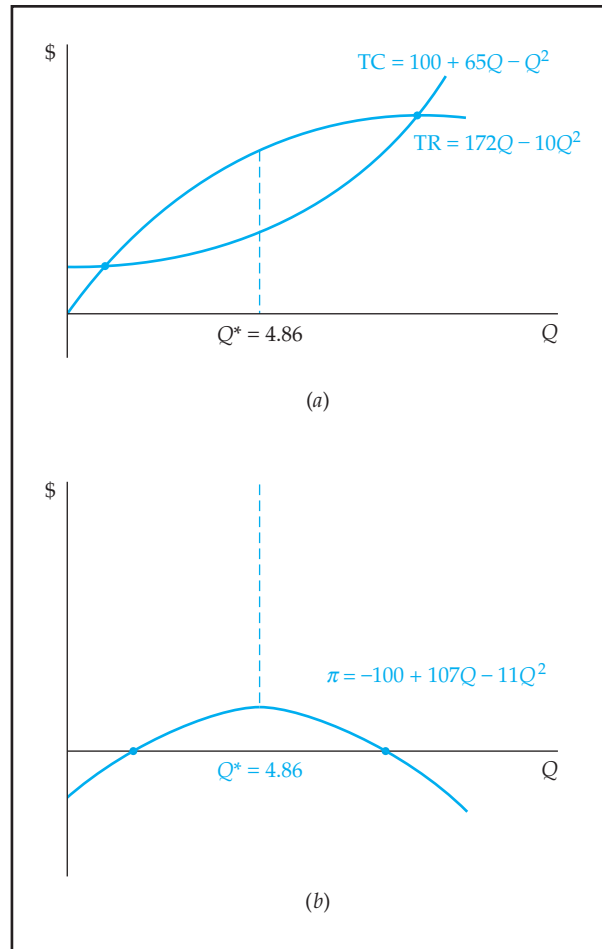 $
TC = 100 + 65Q – Q²
TR = 172Q – 10Q²
Q* = 4.86
Q
(a)
$
π = –100 + 107Q – 11Q²
Q* = 4.86
Q
(b)